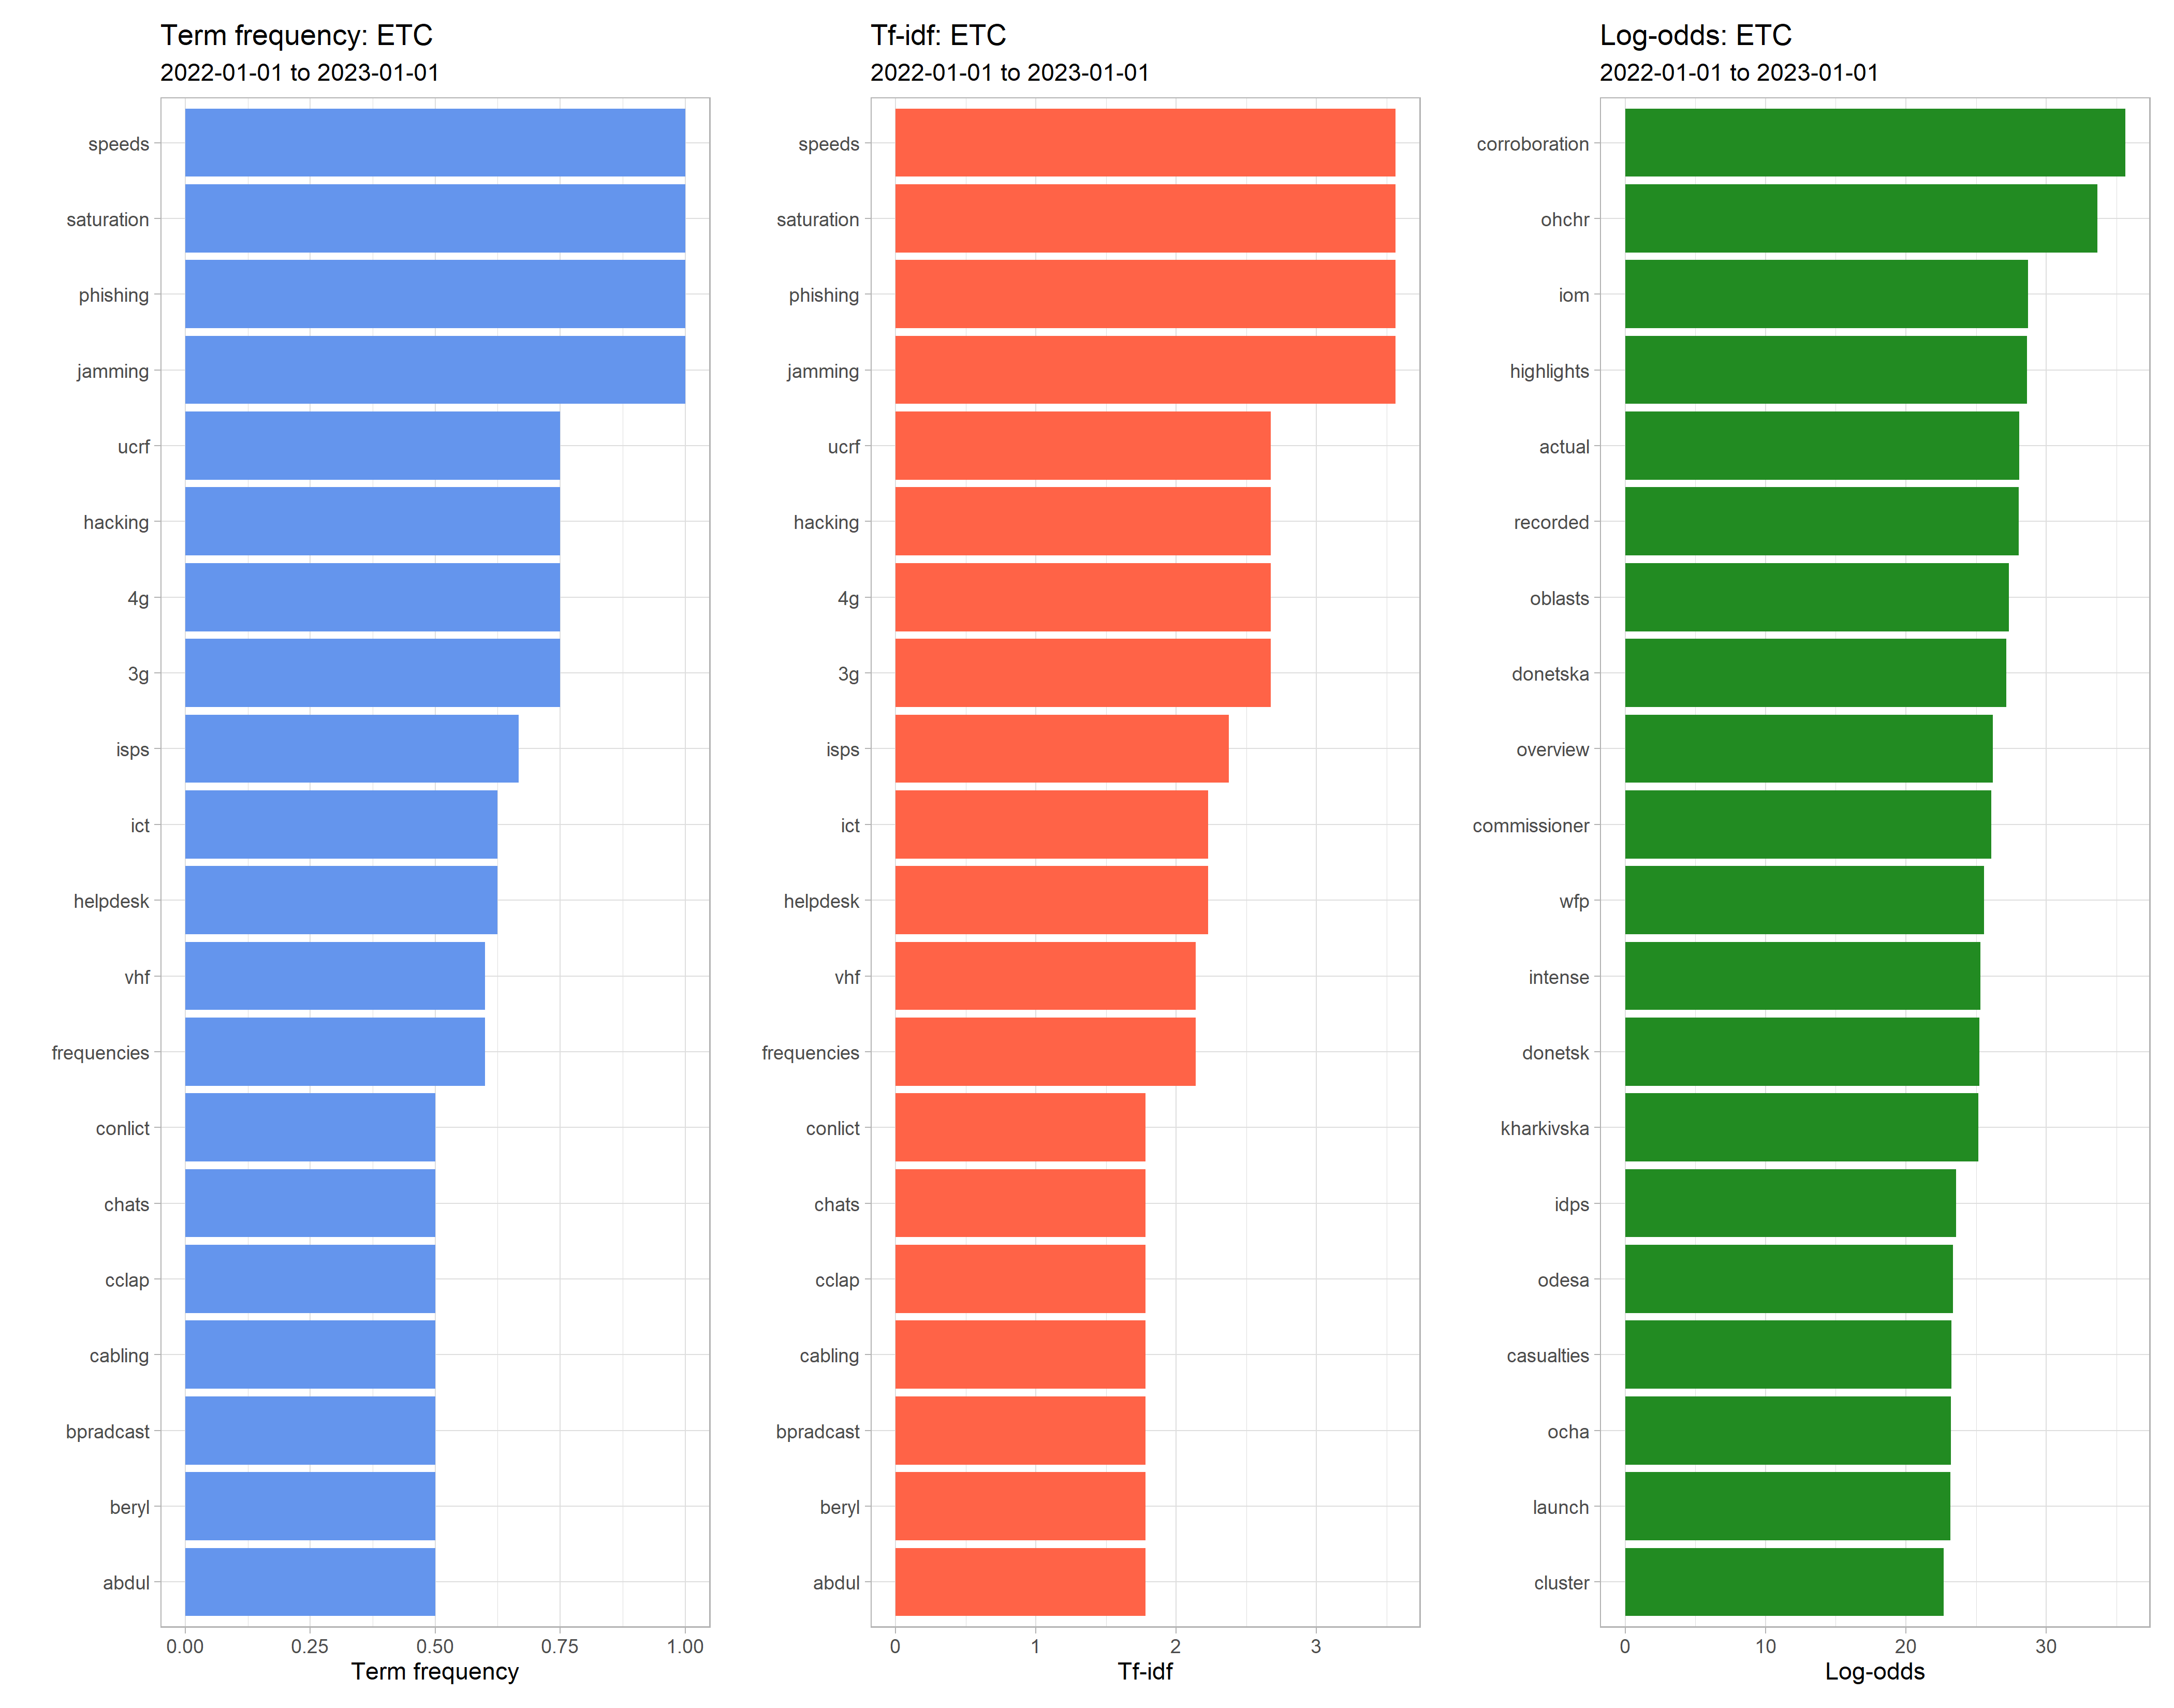 Term frequency: ETC
2022-01-01 to 2023-01-01
speeds
saturation
phishing
jamming
ucrf
hacking
4g
3g
isps
ict
helpdesk
vhf
frequencies
conlict
chats
cclap
cabling
bpradcast
beryl
abdul
0.00 0.25 0.50 0.75 1.00
Term frequency
Tf-idf: ETC
2022-01-01 to 2023-01-01
speeds
saturation
phishing
jamming
ucrf
hacking
4g
3g
isps
ict
helpdesk
vhf
frequencies
conlict
chats
cclap
cabling
bpradcast
beryl
abdul
0 1 2 3
Tf-idf
Log-odds: ETC
2022-01-01 to 2023-01-01
corroboration
ohchr
iom
highlights
actual
recorded
oblasts
donetska
overview
commissioner
wfp
intense
donetsk
kharkivska
idps
odesa
casualties
ocha
launch
cluster
0 10 20 30
Log-odds